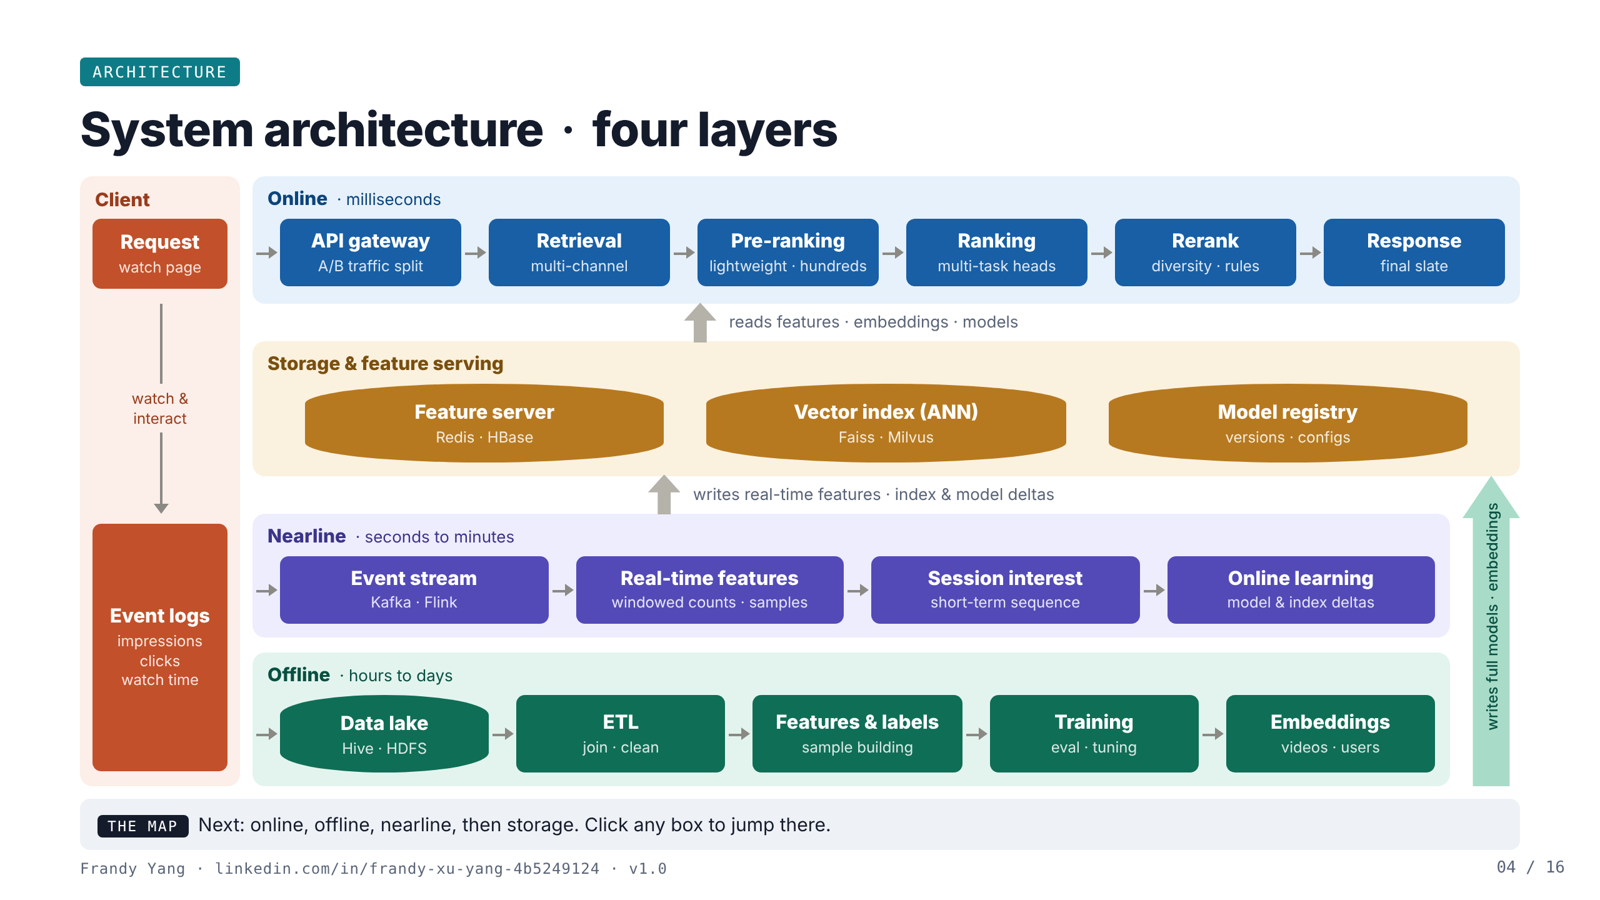 ARCHITECTURE
System architecture · four layers
Client
Request
watch page
watch &
interact
Event logs
impressions
clicks
watch time
Online · milliseconds
API gateway
A/B traffic split
Retrieval
multi-channel
Pre-ranking
lightweight · hundreds
Ranking
multi-task heads
Rerank
diversity · rules
Response
final slate
reads features · embeddings · models
Storage & feature serving
Feature server
Redis · HBase
Vector index (ANN)
Faiss · Milvus
Model registry
versions · configs
writes real-time features · index & model deltas
Nearline · seconds to minutes
Event stream
Kafka · Flink
Real-time features
windowed counts · samples
Session interest
short-term sequence
Online learning
model & index deltas
Offline · hours to days
Data lake
Hive · HDFS
ETL
join · clean
Features & labels
sample building
Training
eval · tuning
Embeddings
videos · users
writes full models · embeddings
THE MAP Next: online, offline, nearline, then storage. Click any box to jump there.
Frandy Yang · linkedin.com/in/frandy-xu-yang-4b5249124 · v1.0
04 / 16